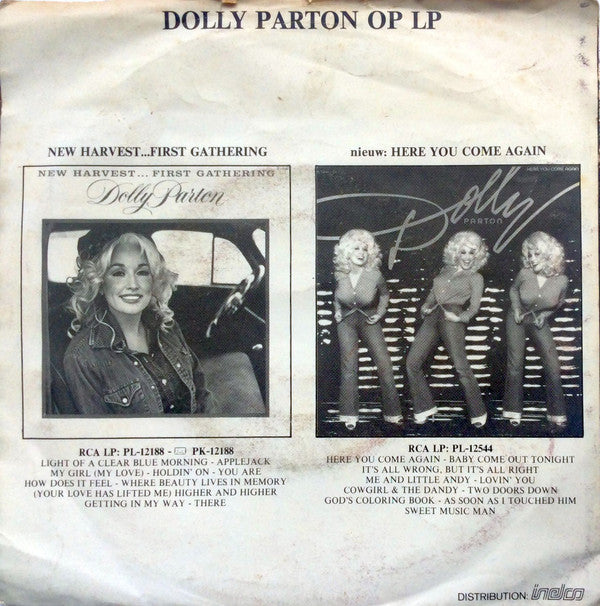 DOLLY PARTON OP LP
NEW HARVEST...FIRST GATHERING
NEW HARVEST... FIRST GATHERING
Dolly Parton
RCA LP: PL-12188 - PK-12188
LIGHT OF A CLEAR BLUE MORNING - APPLEJACK
MY GIRL (MY LOVE) - HOLDIN' ON - YOU ARE
HOW DOES IT FEEL - WHERE BEAUTY LIVES IN MEMORY
(YOUR LOVE HAS LIFTED ME) HIGHER AND HIGHER
GETTING IN MY WAY - THERE
nieuw: HERE YOU COME AGAIN
HERE YOU COME AGAIN
Dolly
PARTON
RCA LP: PL-12544
HERE YOU COME AGAIN - BABY COME OUT TONIGHT
IT'S ALL WRONG, BUT IT'S ALL RIGHT
ME AND LITTLE ANDY - LOVIN' YOU
COWGIRL & THE DANDY - TWO DOORS DOWN
GOD'S COLORING BOOK - AS SOON AS I TOUCHED HIM
SWEET MUSIC MAN
DISTRIBUTION: inelco